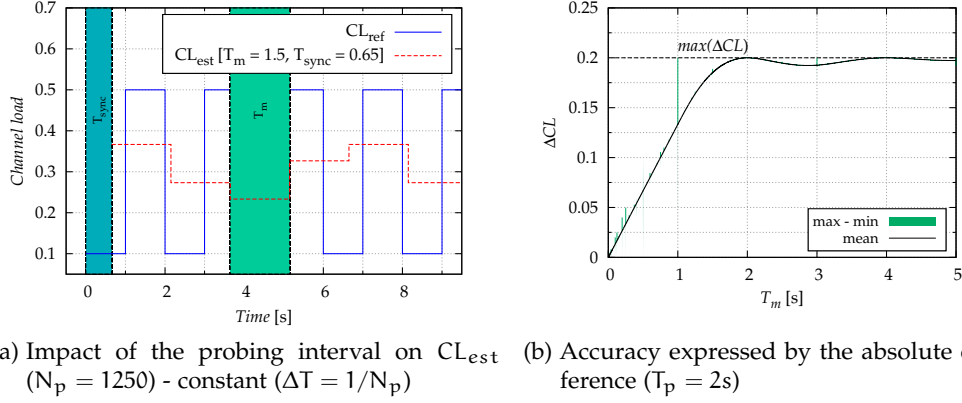 0.7
0.6
0.5
0.4
0.3
0.2
0.1
Channel load
CL_ref
CL_est [T_m = 1.5, T_sync = 0.65]
T_sync
T_m
0 2 4 6 8
Time [s]
a) Impact of the probing interval on CL_est
(N_p = 1250) - constant (ΔT = 1/N_p)
0.25
0.2
0.15
0.10
0.05
0
ΔCL
max(ΔCL)
max - min
mean
0 1 2 3 4 5
T_m [s]
(b) Accuracy expressed by the absolute
ference (T_p = 2s)